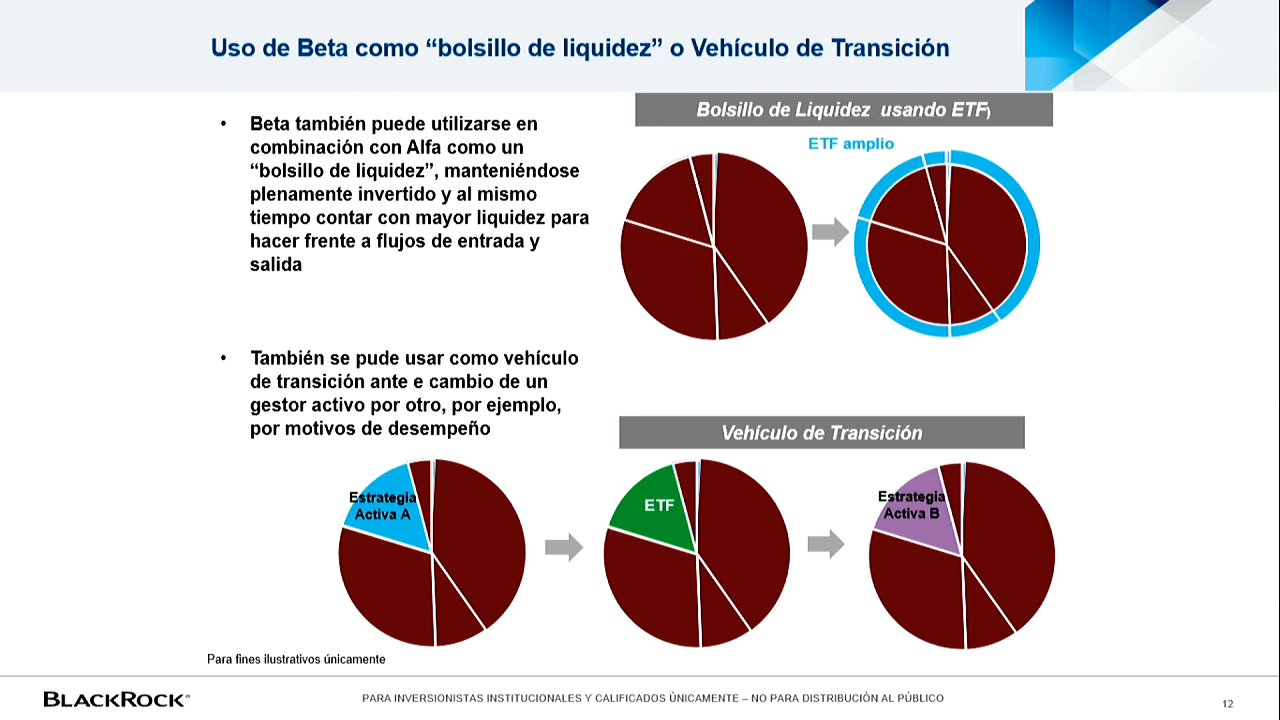 Uso de Beta como “bolsillo de liquidez” o Vehículo de Transición
• Beta también puede utilizarse en
combinación con Alfa como un
“bolsillo de liquidez”, manteniéndose
plenamente invertido y al mismo
tiempo contar con mayor liquidez para
hacer frente a flujos de entrada y
salida
Bolsillo de Liquidez usando ETF)
ETF amplio
• También se pude usar como vehículo
de transición ante e cambio de un
gestor activo por otro, por ejemplo,
por motivos de desempeño
Vehículo de Transición
Estrategia
Activa A
ETF
Estrategia
Activa B
Para fines ilustrativos únicamente
BLACKROCK®
PARA INVERSIONISTAS INSTITUCIONALES Y CALIFICADOS ÚNICAMENTE – NO PARA DISTRIBUCIÓN AL PÚBLICO
12